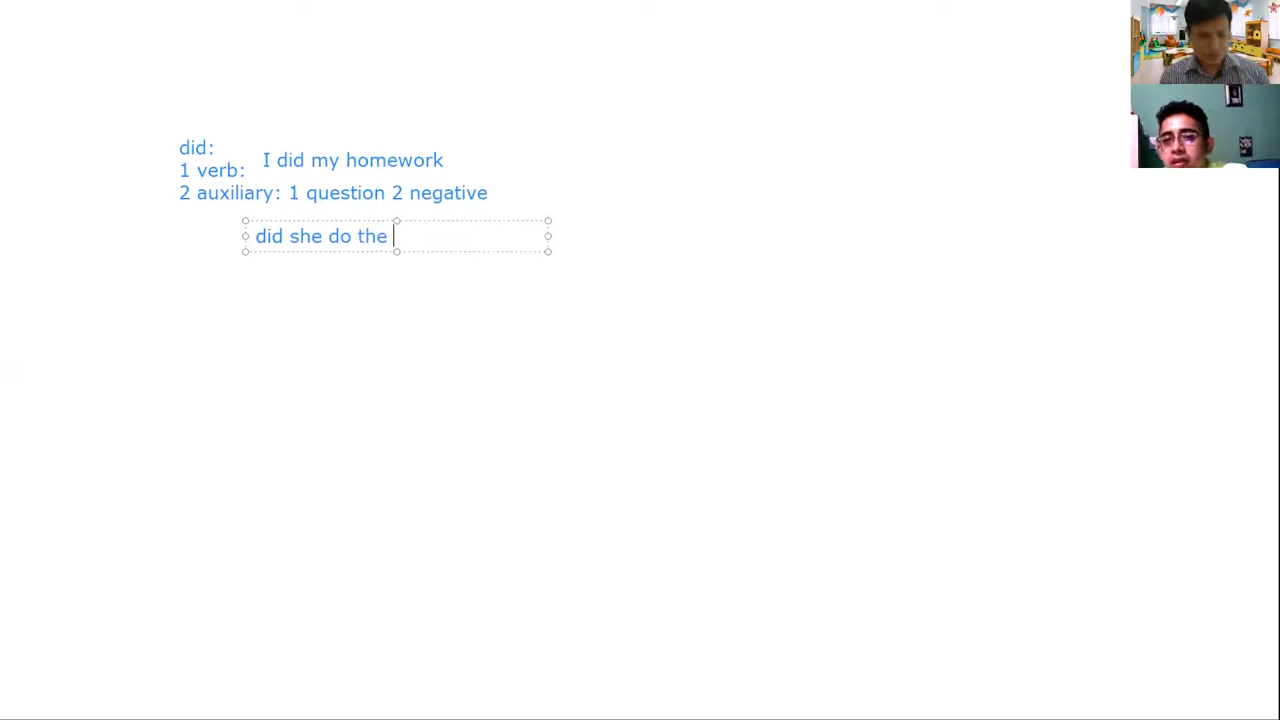 did:
1 verb:
I did my homework
2 auxiliary: 1 question 2 negative
did she do the